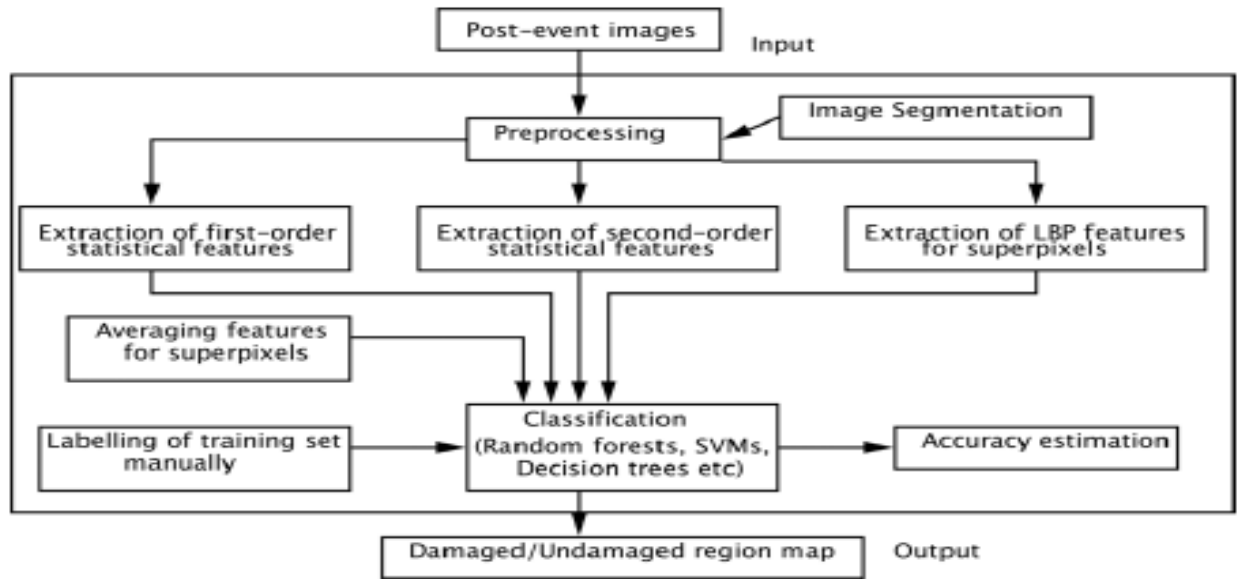 Post-event images
Input
Image Segmentation
Preprocessing
Extraction of first-order
statistical features
Extraction of second-order
statistical features
Extraction of LBP features
for superpixels
Averaging features
for superpixels
Labelling of training set
manually
Classification
(Random forests, SVMs,
Decision trees etc)
Accuracy estimation
Damaged/Undamaged region map
Output